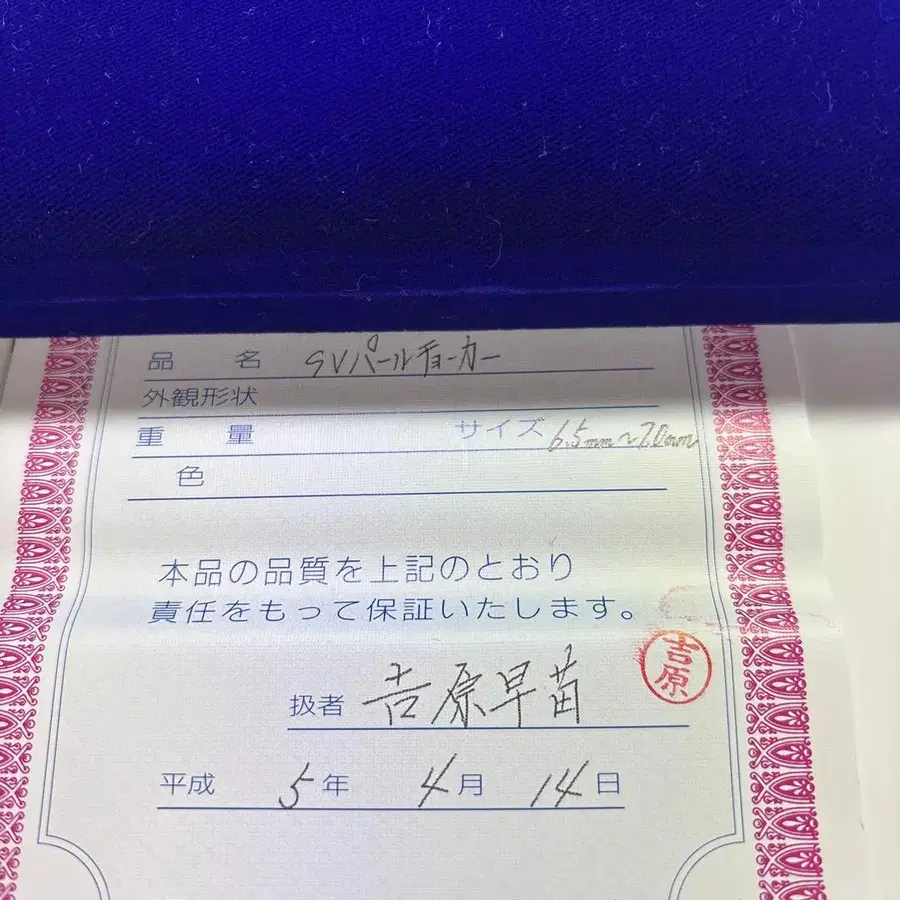 品 名 SVパールチョーカー
外観形状
重 量 サイズ 6.5mm~7.0mm
色
本品の品質を上記のとおり
責任をもって保証いたします。
扱者 吉原早苗
吉原
平成 5年 4月 14日